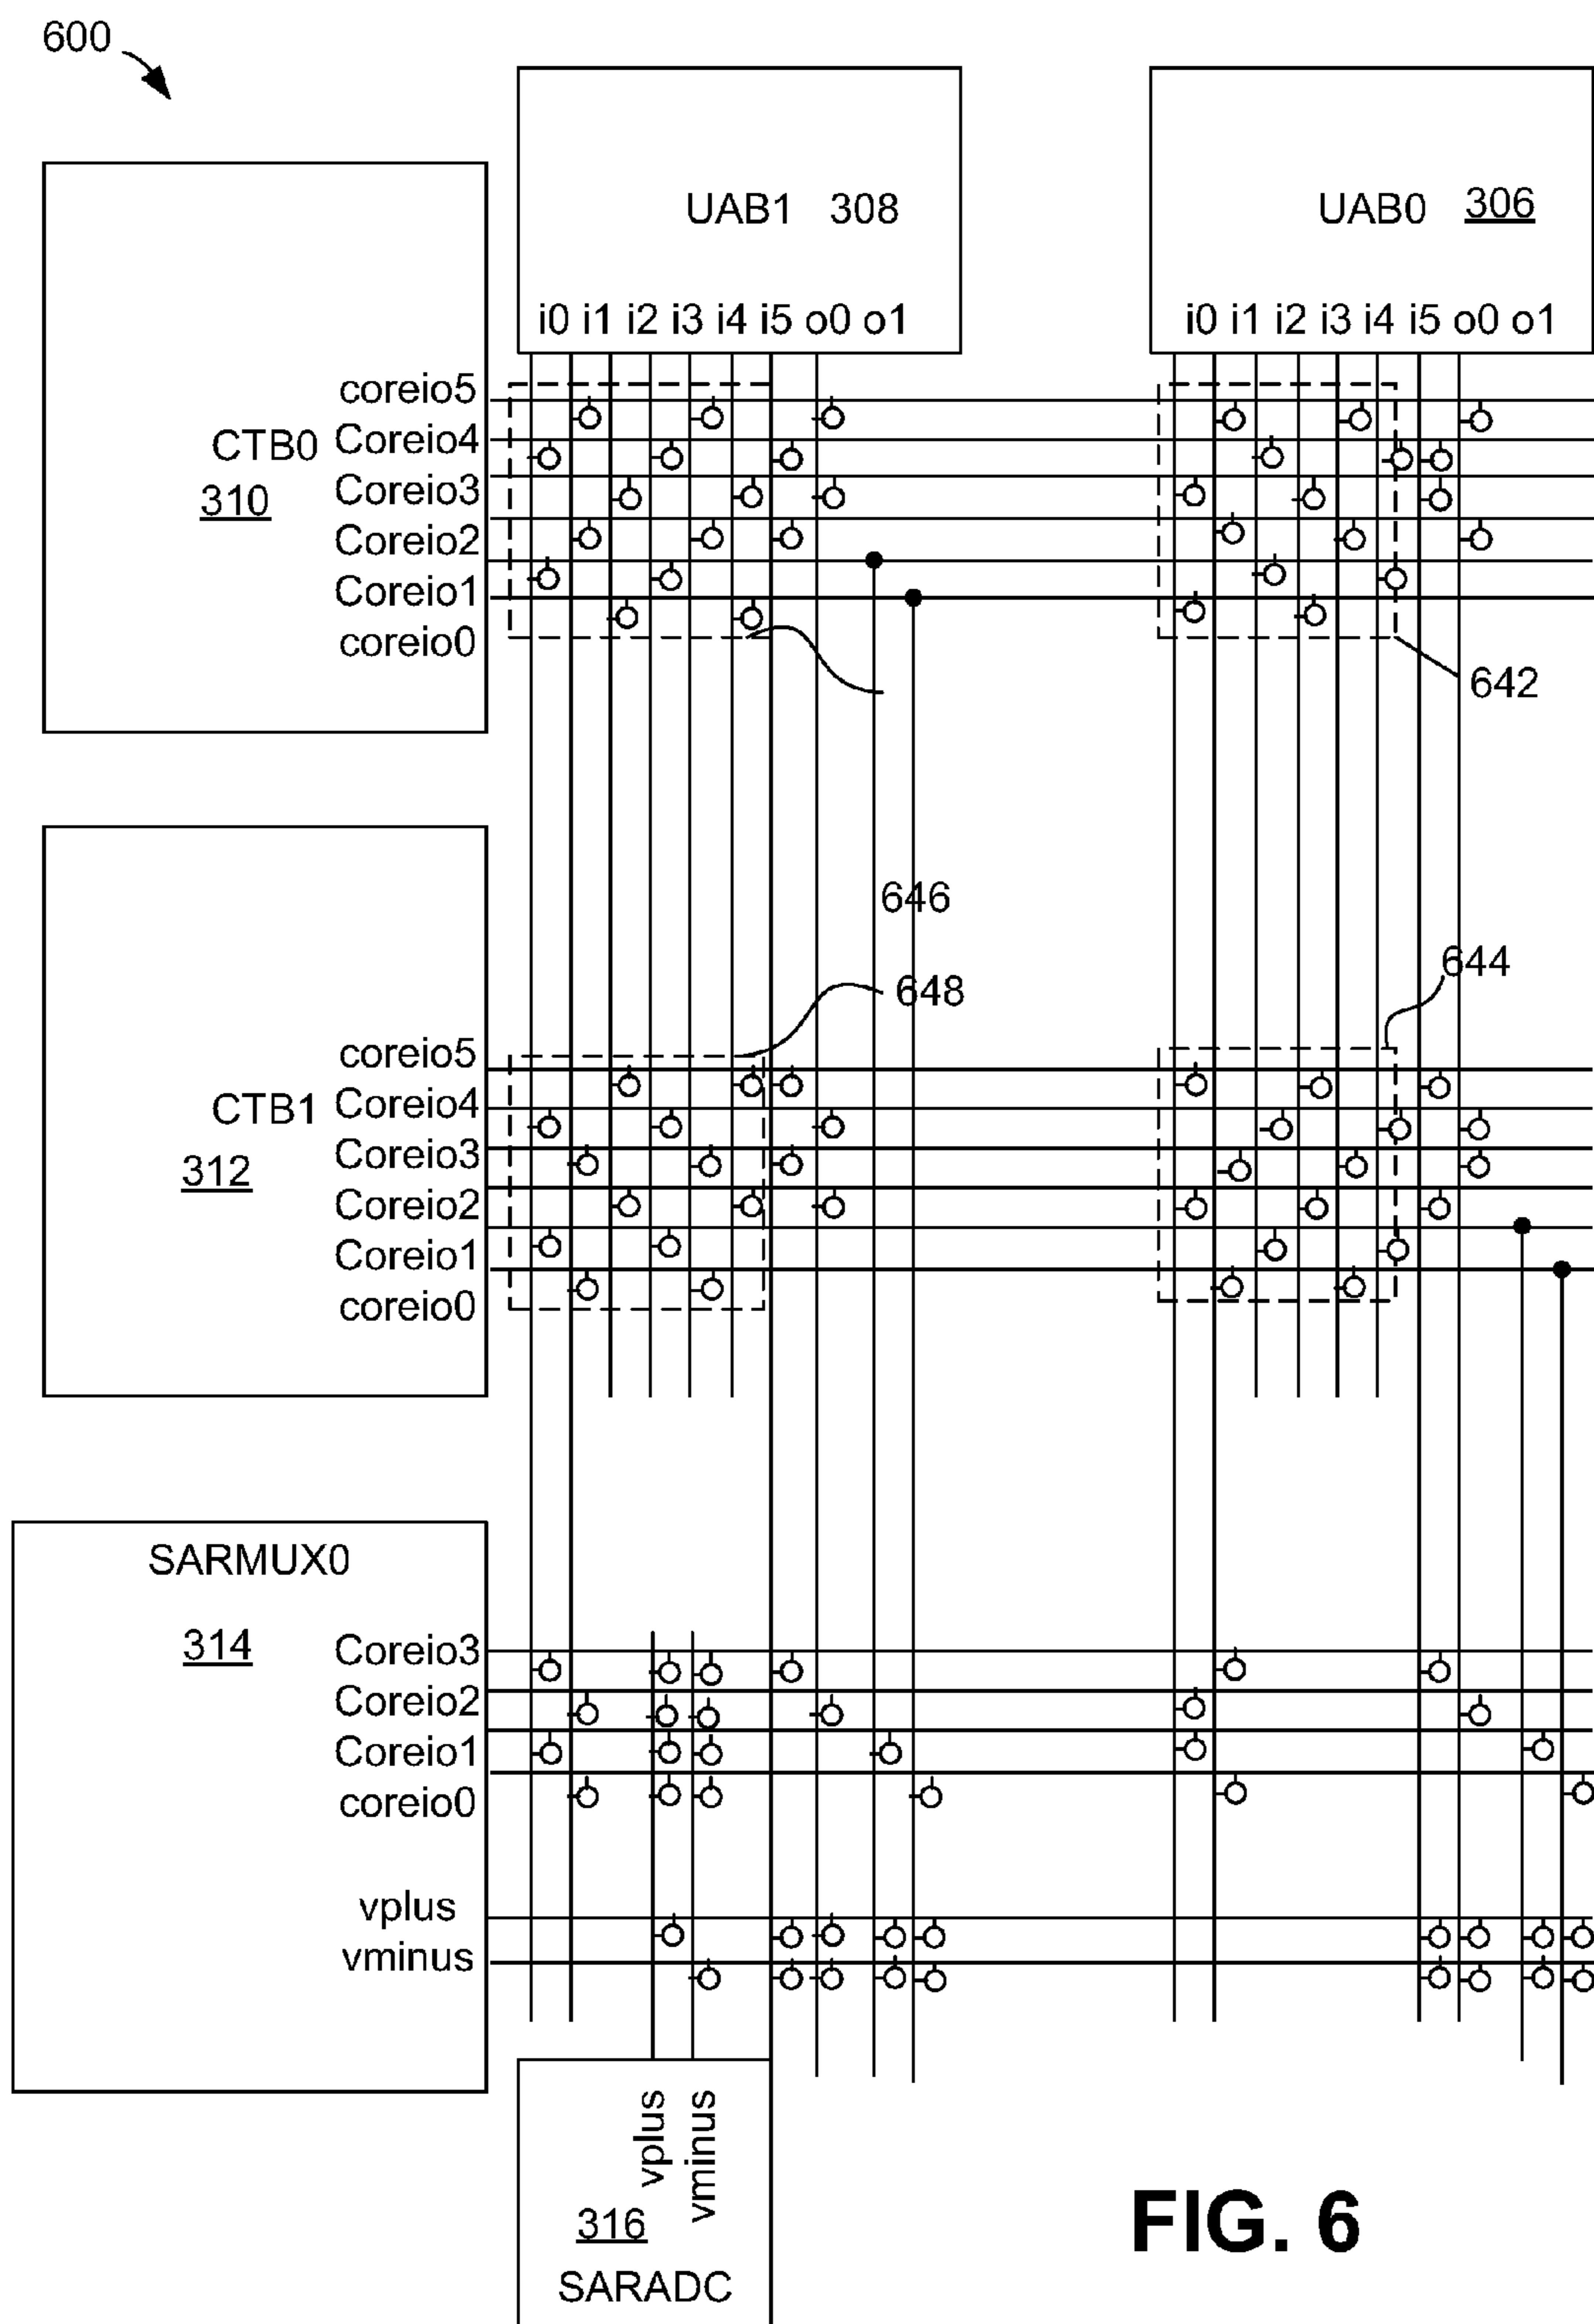 600
UAB1 308
UAB0 306
i0 i1 i2 i3 i4 i5 o0 o1
i0 i1 i2 i3 i4 i5 o0 o1
coreio5
CTB0 Coreio4
310 Coreio3
Coreio2
Coreio1
coreio0
642
646
644
648
coreio5
CTB1 Coreio4
312 Coreio3
Coreio2
Coreio1
coreio0
SARMUX0
314 Coreio3
Coreio2
Coreio1
coreio0
vplus
vminus
vplus
vminus
316
SARADC
FIG. 6